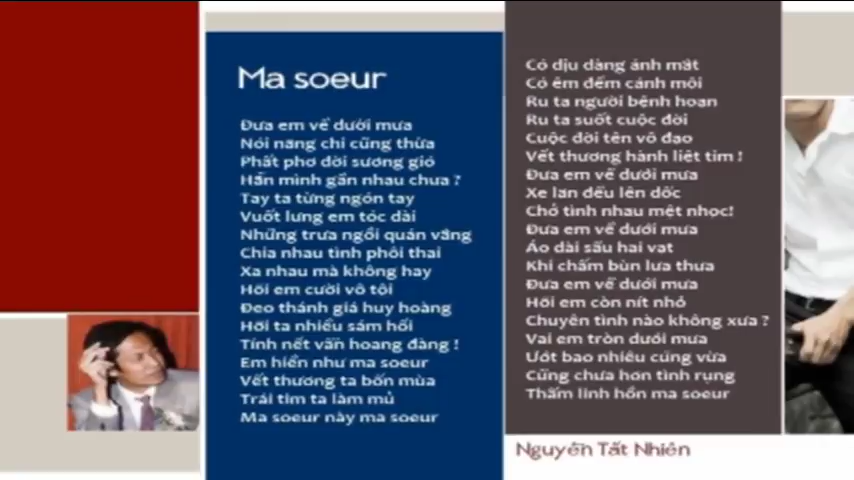 Ma soeur
Đưa em về dưới mưa
Nói năng chi cũng thừa
Phất phơ đời sương gió
Hồn mình gần nhau chưa ?
Tay ta từng ngón tay
Vuốt lưng em tóc dài
Những trưa ngồi quán vắng
Chia nhau tình phôi thai
Xa nhau mà không hay
Hỡi em cười vô tội
Đeo thánh giá huy hoàng
Hỡi ta nhiều sám hối
Tính nết vẫn hoang đàng !
Em hiền như ma soeur
Vết thương ta bốn mùa
Trái tim ta làm mủ
Ma soeur này ma soeur
Có dịu dàng ánh mắt
Có êm đềm cánh môi
Ru ta người bệnh hoạn
Ru ta suốt cuộc đời
Cuộc đời tên vô đạo
Vết thương hành liệt tim !
Đưa em về dưới mưa
Xe lăn đều lên dốc
Chở tình nhau mệt nhọc!
Đưa em về dưới mưa
Áo dài sầu hai vạt
Khi chấm bùn lưa thưa
Đưa em về dưới mưa
Hỡi em còn nít nhỏ
Chuyện tình nào không xưa ?
Vai em tròn dưới mưa
Ướt bao nhiêu cũng vừa
Cũng chưa hơn tình rụng
Thấm linh hồn ma soeur
Nguyễn Tất Nhiên